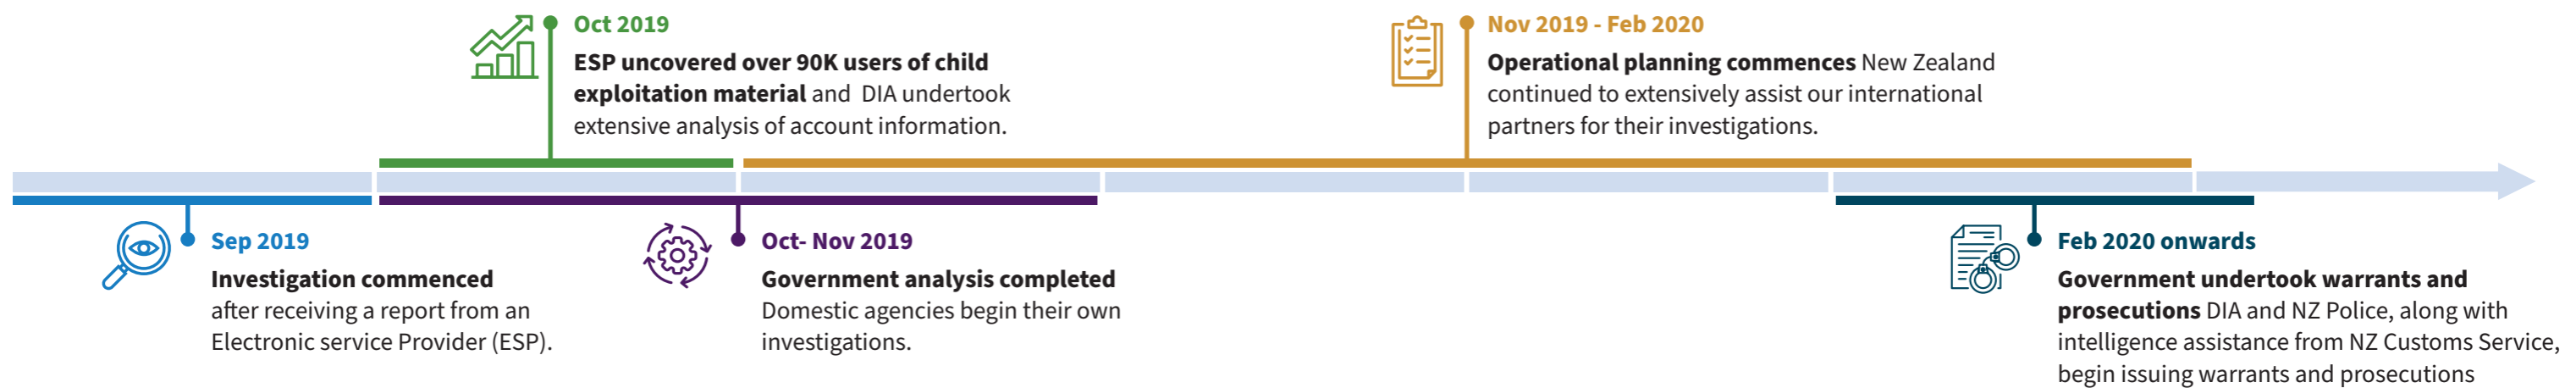 Oct 2019
ESP uncovered over 90K users of child
exploitation material and DIA undertook
extensive analysis of account information.
Nov 2019 - Feb 2020
Operational planning commences New Zealand
continued to extensively assist our international
partners for their investigations.
Sep 2019
Investigation commenced
after receiving a report from an
Electronic service Provider (ESP).
Oct- Nov 2019
Government analysis completed
Domestic agencies begin their own
investigations.
Feb 2020 onwards
Government undertook warrants and
prosecutions DIA and NZ Police, along with
intelligence assistance from NZ Customs Service,
begin issuing warrants and prosecutions